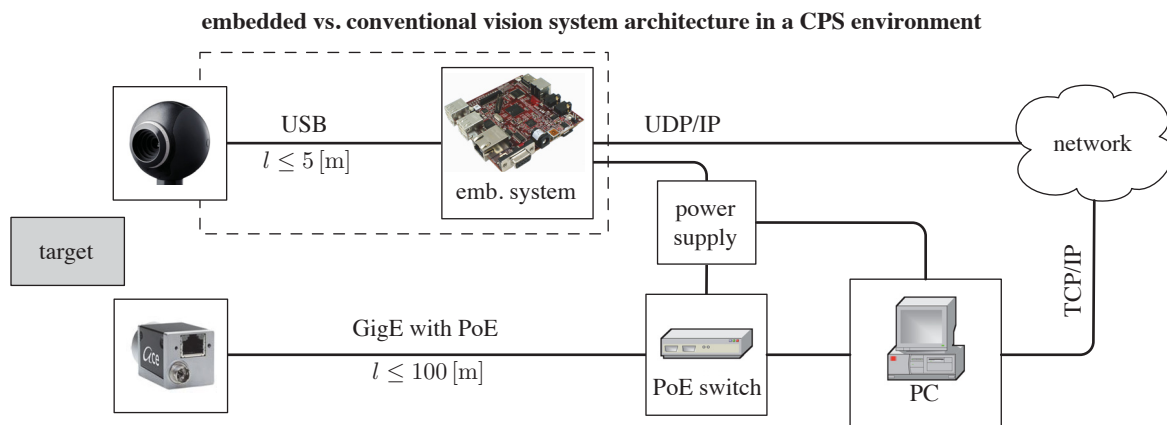 embedded vs. conventional vision system architecture in a CPS environment
USB
l ≤ 5 [m]
emb. system
UDP/IP
network
power
supply
target
TCP/IP
GigE with PoE
l ≤ 100 [m]
ace
PoE switch
PC